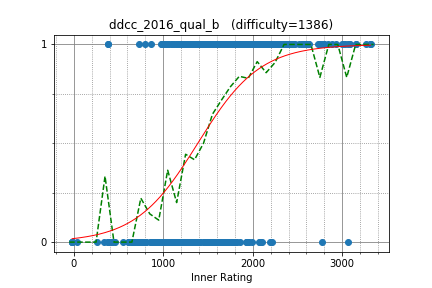 ddcc_2016_qual_b (difficulty=1386)
1
0
0 1000 2000 3000
Inner Rating